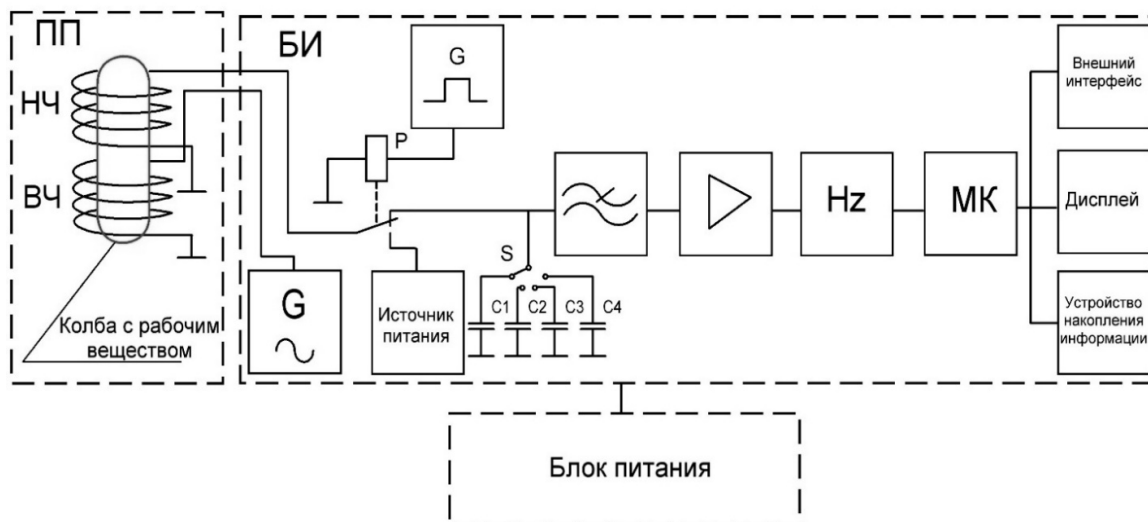 ПП
НЧ
ВЧ
Колба с рабочим
веществом
БИ
G
P
G
Источник
питания
S
C1
C2
C3
C4
Hz
МК
Внешний
интерфейс
Дисплей
Устройство
накопления
информации
Блок питания